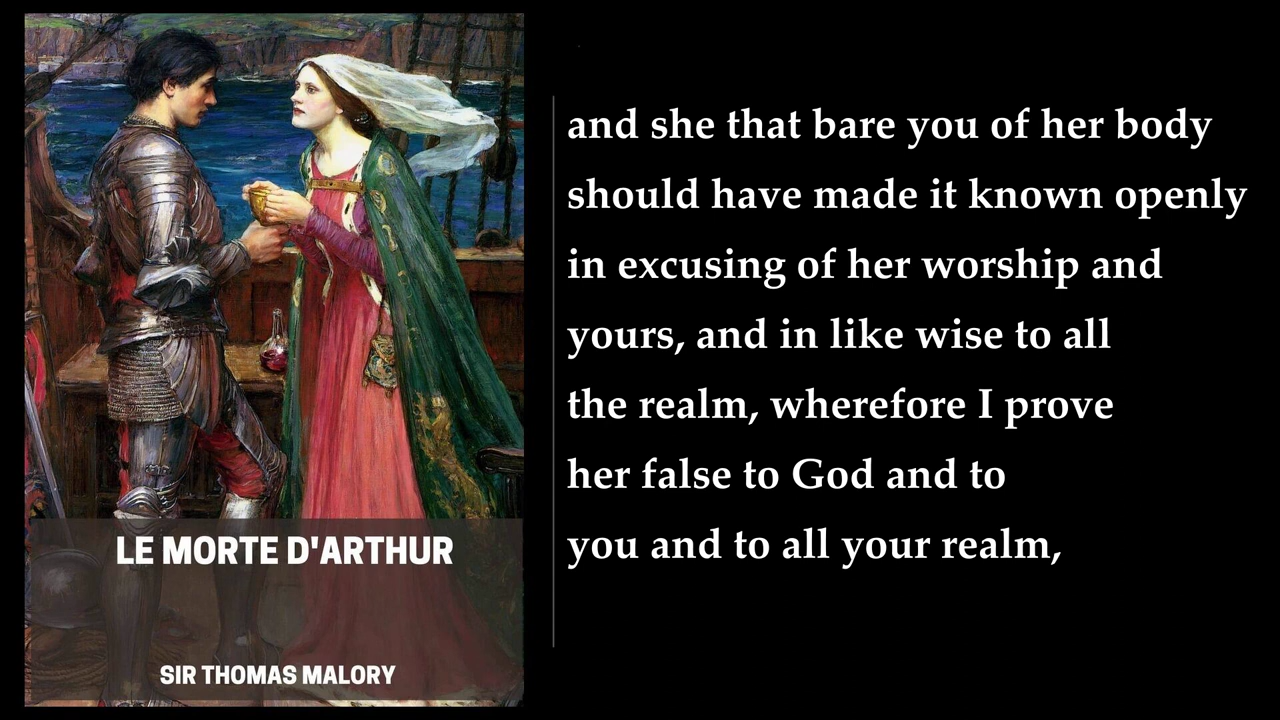 LE MORTE D'ARTHUR
SIR THOMAS MALORY
and she that bare you of her body
should have made it known openly
in excusing of her worship and
yours, and in like wise to all
the realm, wherefore I prove
her false to God and to
you and to all your realm,